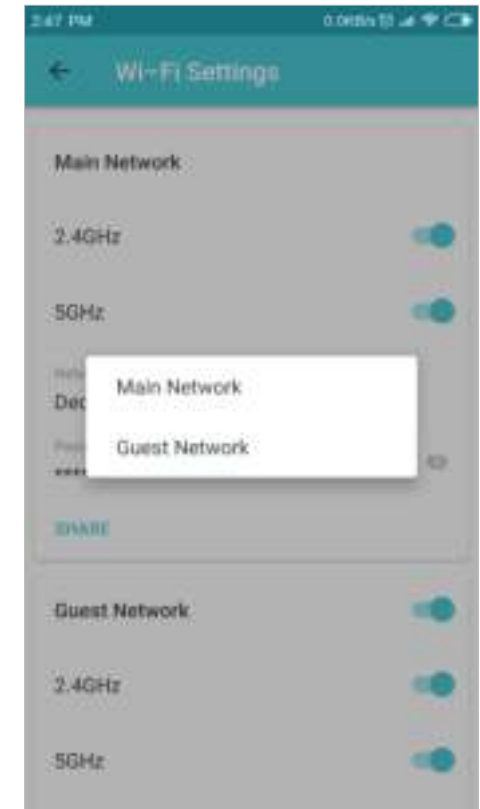 2:47 PM
Wi-Fi Settings
Main Network
2.4GHz
5GHz
Dec
Main Network
Guest Network
****
SHARE
Guest Network
2.4GHz
5GHz